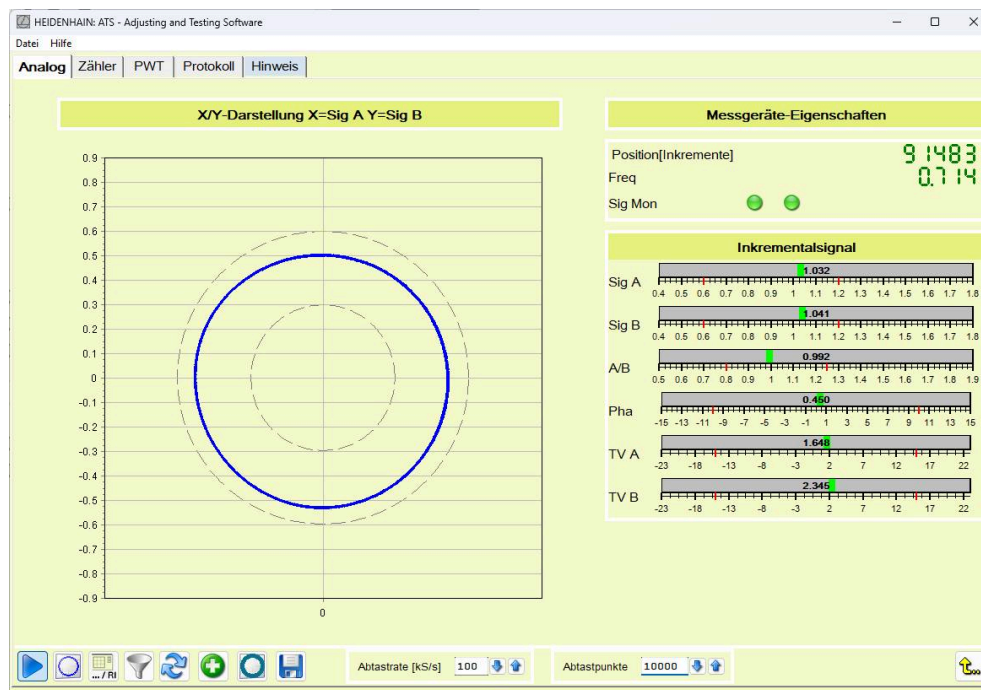 HEIDENHAIN: ATS - Adjusting and Testing Software
Datei Hilfe
Analog Zähler PWT Protokoll Hinweis
X/Y-Darstellung X=Sig A Y=Sig B
0.9
0.8
0.7
0.6
0.5
0.4
0.3
0.2
0.1
0
-0.1
-0.2
-0.3
-0.4
-0.5
-0.6
-0.7
-0.8
-0.9
0
Messgeräte-Eigenschaften
Position[Inkremente] 91483
Freq 0.714
Sig Mon
Inkrementalsignal
Sig A 1.032
0.4 0.5 0.6 0.7 0.8 0.9 1 1.1 1.2 1.3 1.4 1.5 1.6 1.7 1.8
Sig B 1.041
0.4 0.5 0.6 0.7 0.8 0.9 1 1.1 1.2 1.3 1.4 1.5 1.6 1.7 1.8
A/B 0.992
0.5 0.6 0.7 0.8 0.9 1 1.1 1.2 1.3 1.4 1.5 1.6 1.7 1.8 1.9
Pha 0.450
-15 -13 -11 -9 -7 -5 -3 -1 1 3 5 7 9 11 13 15
TV A 1.648
-23 -18 -13 -8 -3 2 7 12 17 22
TV B 2.345
-23 -18 -13 -8 -3 2 7 12 17 22
... / RI
Abtastrate [kS/s] 100
Abtastpunkte 10000